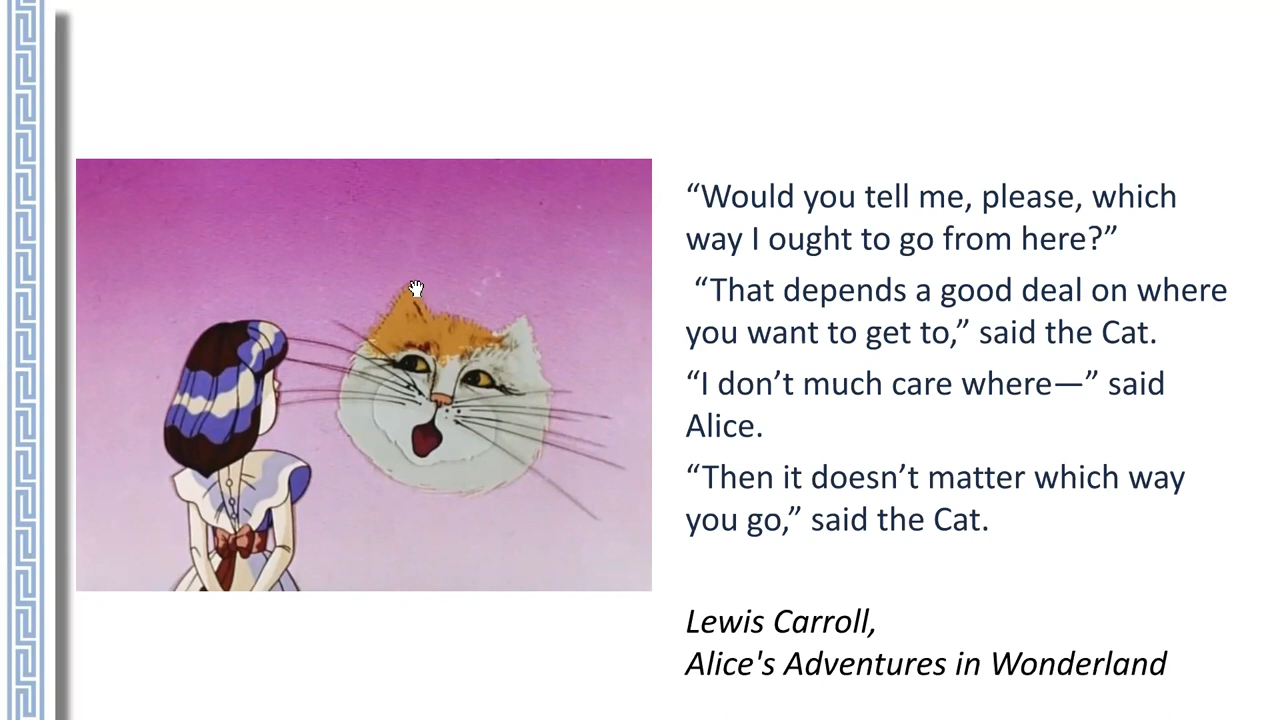 “Would you tell me, please, which
way I ought to go from here?”
“That depends a good deal on where
you want to get to,” said the Cat.
“I don’t much care where—” said
Alice.
“Then it doesn’t matter which way
you go,” said the Cat.
Lewis Carroll,
Alice's Adventures in Wonderland